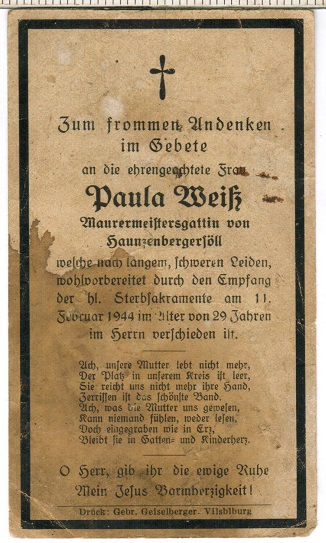 Zum frommen Andenken
im Gebete
an die ehrengeachtete Frau
Paula Weiß
Maurermeistersgattin von
Haunzenbergersöll
welche nach langem, schweren Leiden,
wohlvorbereitet durch den Empfang
der hl. Sterbsakramente am 11.
Februar 1944 im Alter von 29 Jahren
im Herrn verschieden ist.
Ach, unsere Mutter lebt nicht mehr,
Der Platz in unserem Kreis ist leer,
Sie reicht uns nicht mehr ihre Hand,
Zerrissen ist das schönste Band.
Ach, was die Mutter uns gewesen,
Kann niemand fühlen, weder lesen,
Doch eingegraben wie in Erz,
Bleibt sie in Gatten- und Kinderherz.
O Herr, gib ihr die ewige Ruhe
Mein Jesus Barmherzigkeit!
Druck: Gebr. Geiselberger. Vilsbiburg